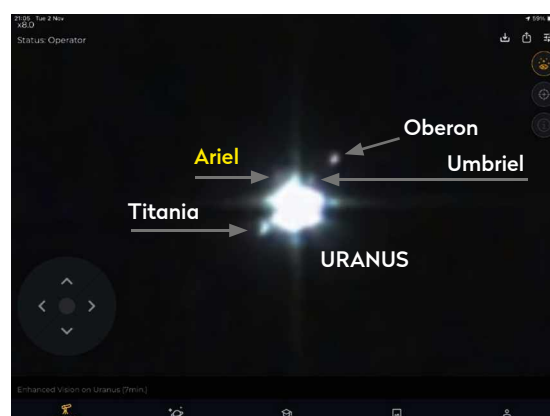 21:05 Tue 2 Nov
59%
x8.0
Status: Operator
Oberon
Ariel
Umbriel
Titania
URANUS
Enhanced Vision on Uranus (7min.)